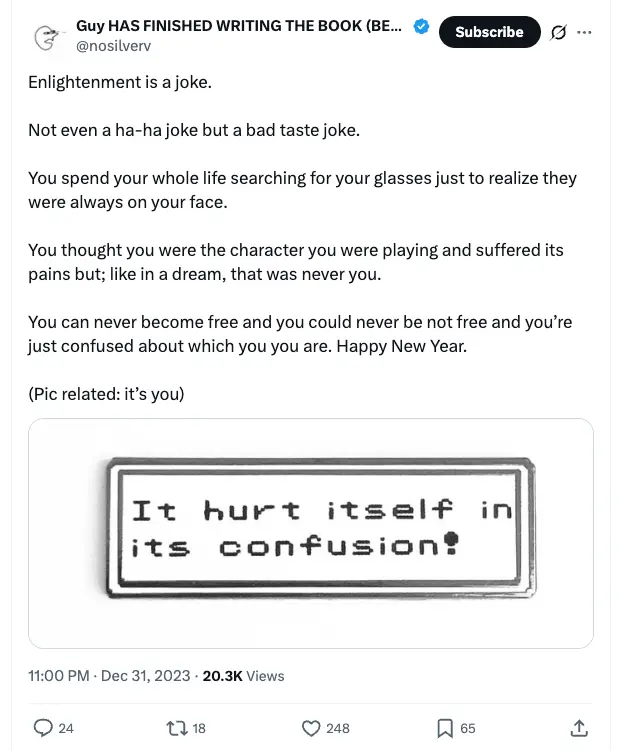 Guy HAS FINISHED WRITING THE BOOK (BE...
Subscribe
@nosilverv
Enlightenment is a joke.
Not even a ha-ha joke but a bad taste joke.
You spend your whole life searching for your glasses just to realize they
were always on your face.
You thought you were the character you were playing and suffered its
pains but; like in a dream, that was never you.
You can never become free and you could never be not free and you’re
just confused about which you you are. Happy New Year.
(Pic related: it’s you)
It hurt itself in
its confusion!
11:00 PM · Dec 31, 2023 · 20.3K Views
24
18
248
65